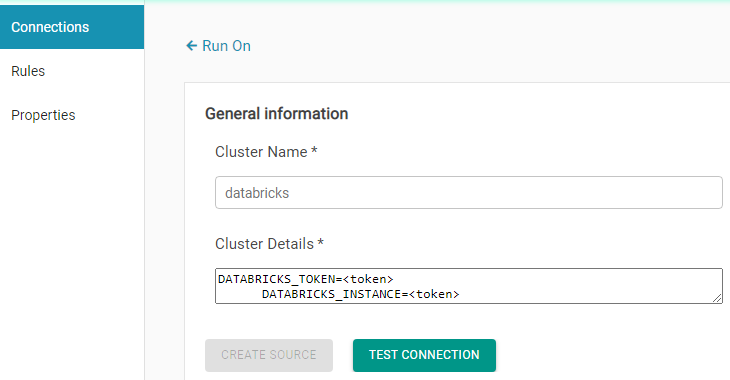 Connections
Rules
Properties
← Run On
General information
Cluster Name *
databricks
Cluster Details *
DATABRICKS_TOKEN=<token>
DATABRICKS_INSTANCE=<token>
CREATE SOURCE
TEST CONNECTION